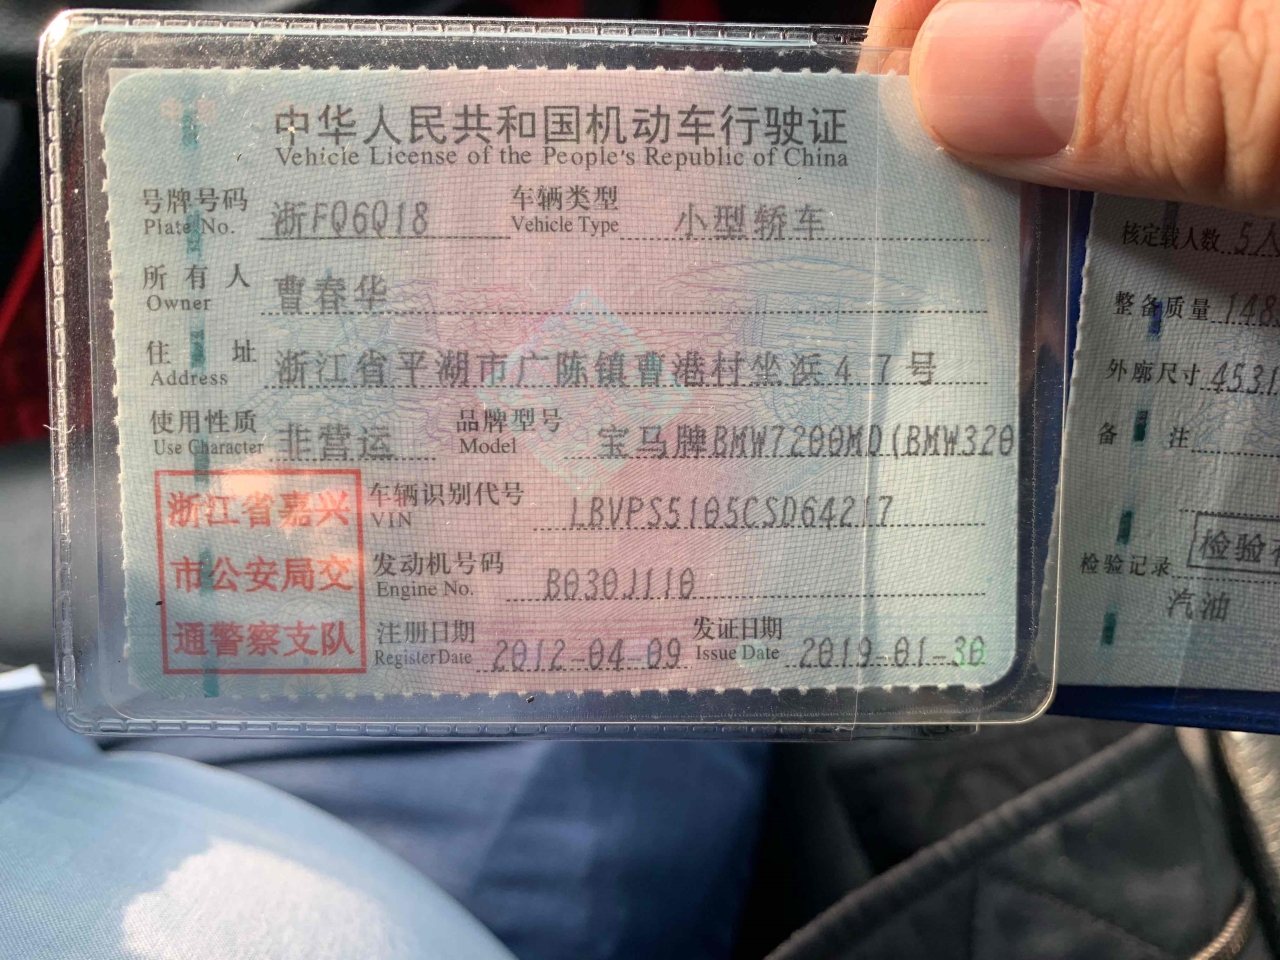 中华人民共和国机动车行驶证
Vehicle License of the People's Republic of China
号牌号码 浙FQ6Q18 车辆类型 小型轿车
Plate No. Vehicle Type
所有人 曹春华
Owner
住址 浙江省平湖市广陈镇曹港村坐浜47号
Address
使用性质 非营运 品牌型号 宝马牌BMW7200MD(BMW320
Use Character Model
浙江省嘉兴
市公安局交
通警察支队
车辆识别代号 LBVPS5105CSD64217
VIN
发动机号码 B030J110
Engine No.
注册日期 2012-04-09 发证日期 2019-01-30
Register Date Issue Date
核定载人数 5人
整备质量 148
外廓尺寸 4531
备注
检验记录 检验
汽油